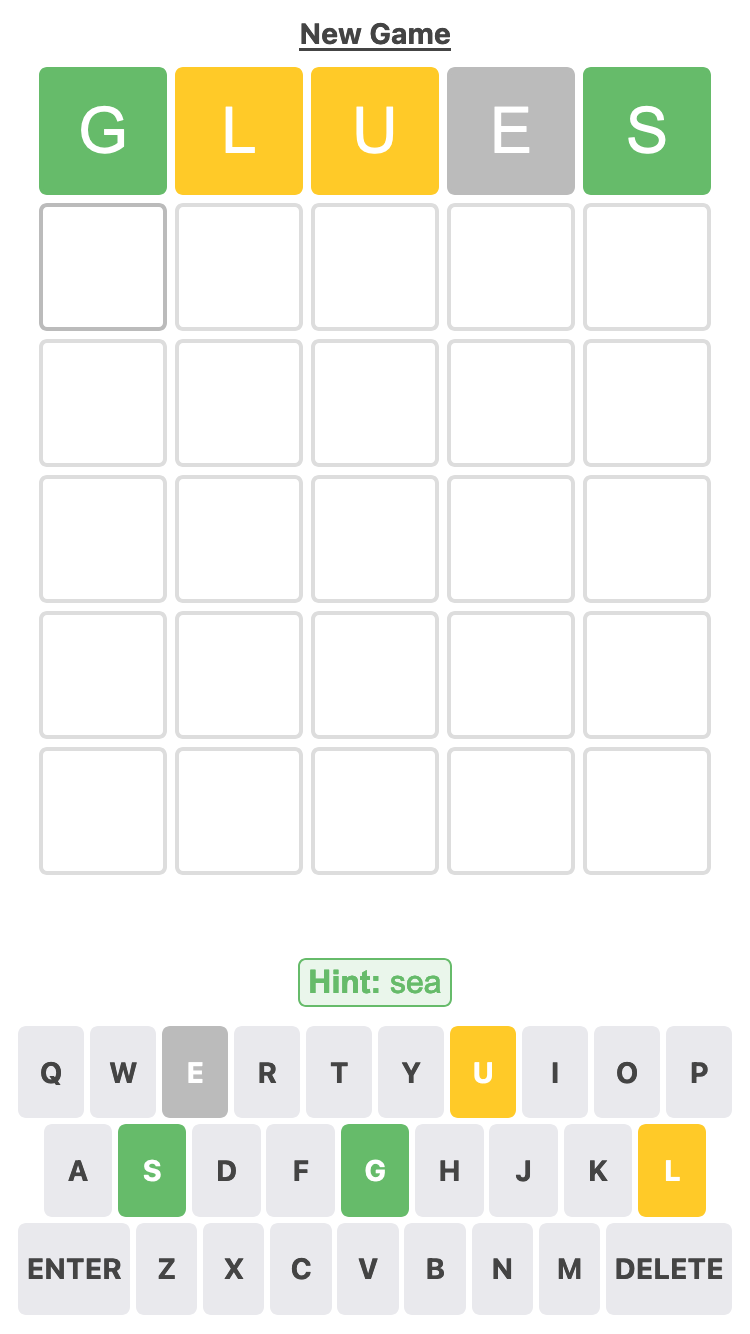 New Game
G L U E S
Hint: sea
Q W E R T Y U I O P
A S D F G H J K L
ENTER Z X C V B N M DELETE